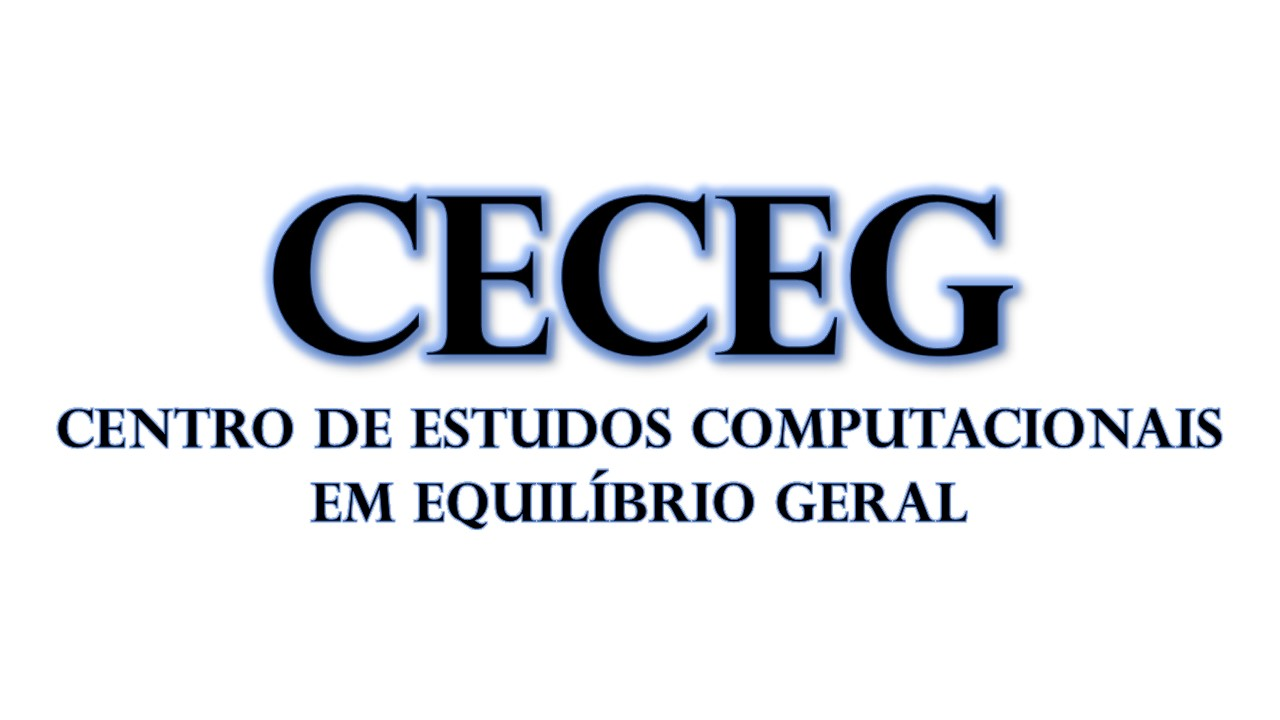 CECEG
CENTRO DE ESTUDOS COMPUTACIONAIS
EM EQUILÍBRIO GERAL